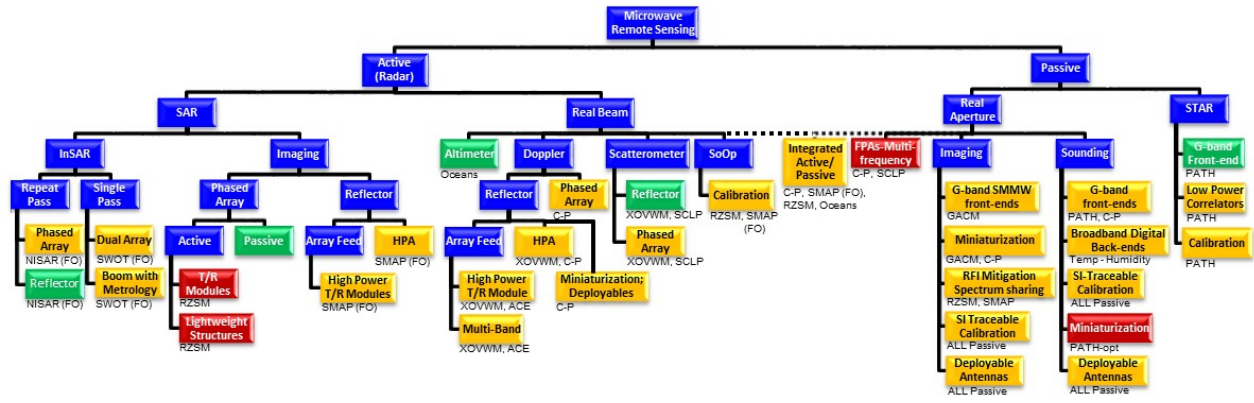 Microwave
Remote Sensing
Active
(Radar)
Passive
SAR
Real Beam
Real
Aperture
STAR
InSAR
Imaging
Altimeter
Oceans
Doppler
Scatterometer
SoOp
Integrated
Active/
Passive
C-P, SMAP (FO),
RZSM, Oceans
FPAs-Multi-
frequency
C-P, SCLP
Imaging
Sounding
G-band
Front-end
PATH
Repeat
Pass
Single
Pass
Phased
Array
Reflector
Reflector
Phased
Array
C-P
Reflector
XOVWM, SCLP
Calibration
RZSM, SMAP
(FO)
G-band SMMW
front-ends
GACM
G-band
front-ends
PATH, C-P
Low Power
Correlators
PATH
Phased
Array
NISAR (FO)
Dual Array
SWOT (FO)
Active
Passive
Array Feed
HPA
SMAP (FO)
Array Feed
HPA
XOVWM, C-P
Phased
Array
XOVWM, SCLP
Miniaturization
GACM, C-P
Broadband Digital
Back-ends
Temp - Humidity
Calibration
PATH
Reflector
NISAR (FO)
Boom with
Metrology
SWOT (FO)
T/R
Modules
RZSM
High Power
T/R Modules
SMAP (FO)
High Power
T/R Module
XOVWM, ACE
Miniaturization;
Deployables
C-P
RFI Mitigation
Spectrum sharing
RZSM, SMAP
SI-Traceable
Calibration
ALL Passive
Lightweight
Structures
RZSM
Multi-Band
XOVWM, ACE
SI Traceable
Calibration
ALL Passive
Miniaturization
PATH-opt
Deployable
Antennas
ALL Passive
Deployable
Antennas
ALL Passive